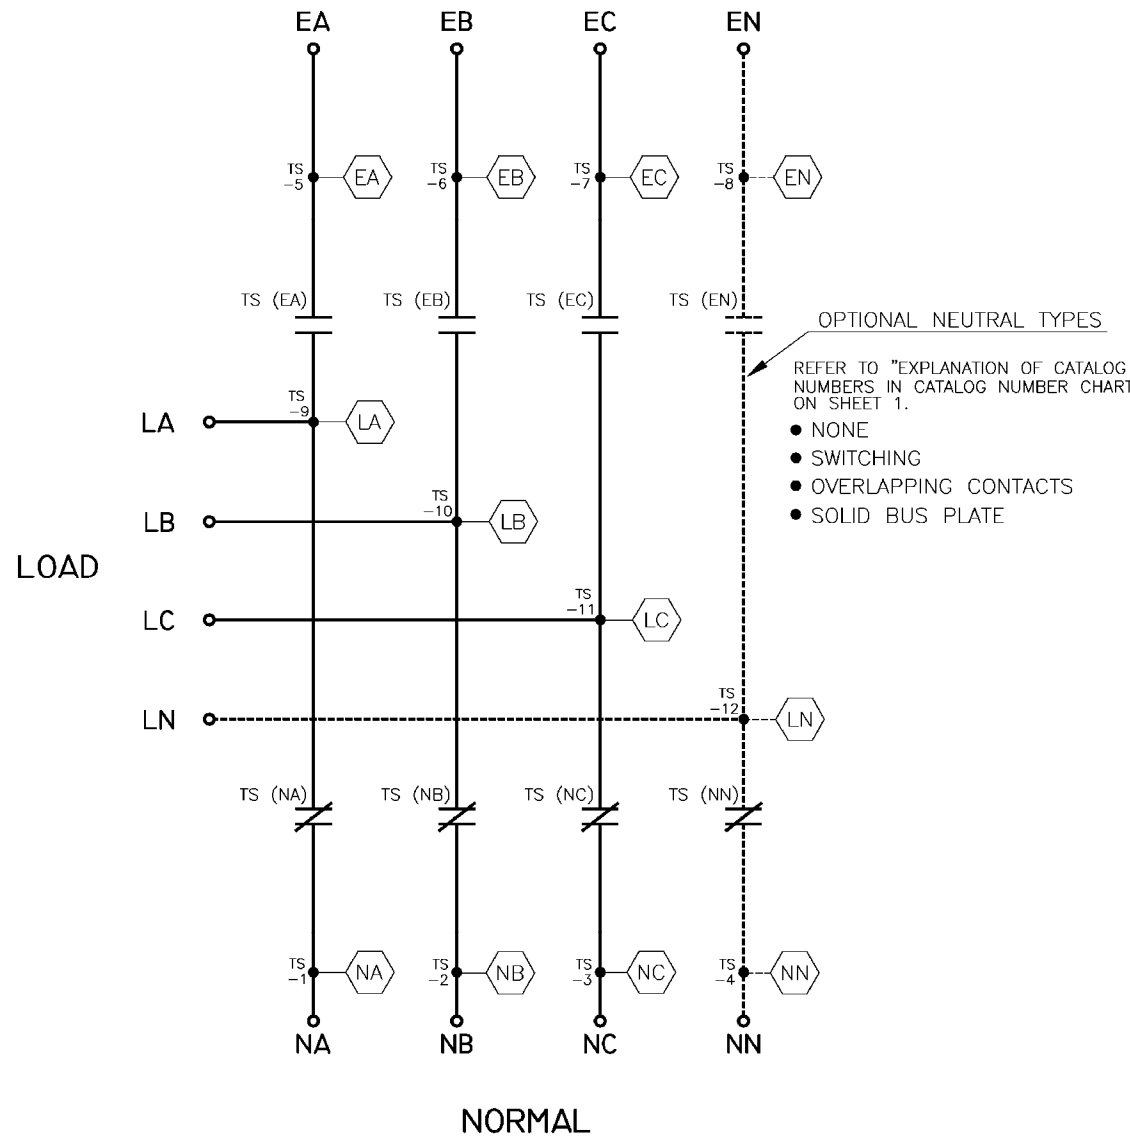 EA EB EC EN
TS TS TS TS
-5 EA -6 EB -7 EC -8 EN
TS (EA) TS (EB) TS (EC) TS (EN)
OPTIONAL NEUTRAL TYPES
REFER TO "EXPLANATION OF CATALOG
NUMBERS IN CATALOG NUMBER CHART
ON SHEET 1.
● NONE
● SWITCHING
● OVERLAPPING CONTACTS
● SOLID BUS PLATE
TS
-9
LA LA
TS
-10
LB LB
LOAD
TS
-11
LC LC
TS
-12
LN LN
TS (NA) TS (NB) TS (NC) TS (NN)
TS TS TS TS
-1 NA -2 NB -3 NC -4 NN
NA NB NC NN
NORMAL